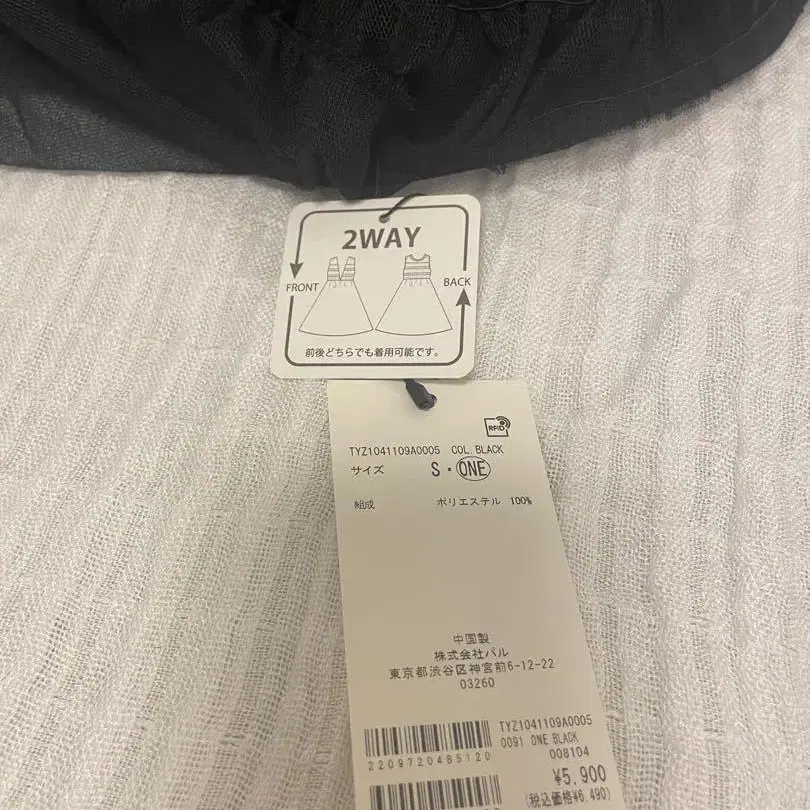 2WAY
FRONT
BACK
前後どちらでも着用可能です。
RFID
TYZ1041109A0005 COL.BLACK
サイズ S・ONE
組成 ポリエステル 100%
中国製
株式会社パル
東京都渋谷区神宮前6-12-22
03260
TYZ1041109A0005
0091 ONE BLACK
2209720485120
008104
¥5,900
(税込価格¥6,490)